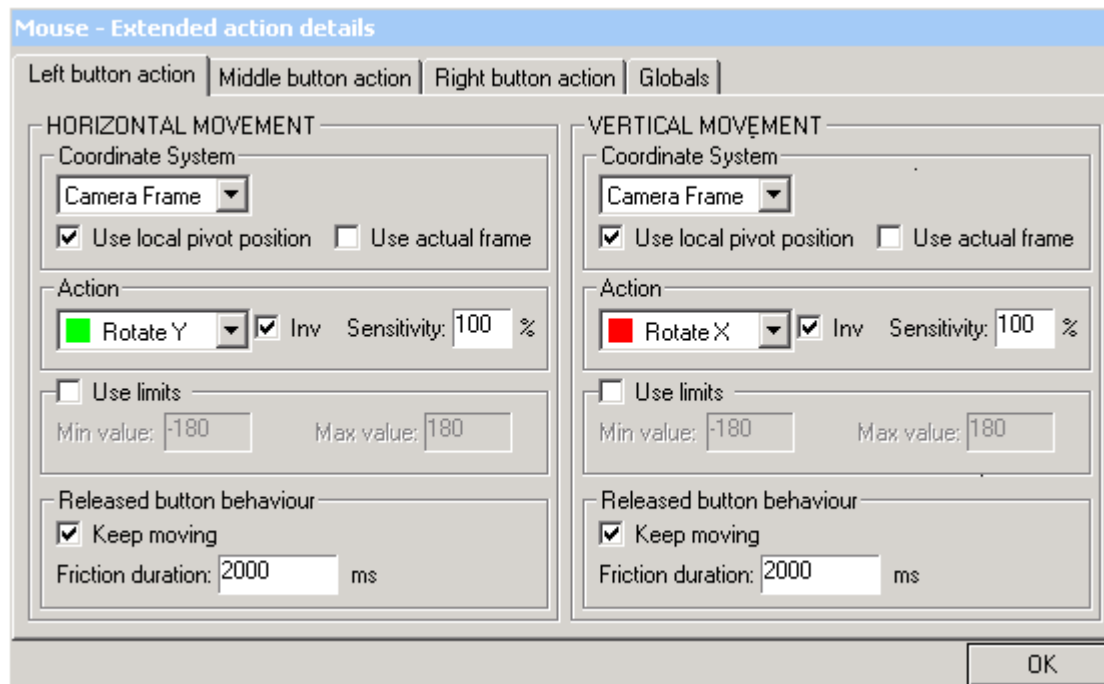 Mouse - Extended action details
Left button action Middle button action Right button action Globals
HORIZONTAL MOVEMENT
Coordinate System
Camera Frame
Use local pivot position Use actual frame
Action
Rotate Y Inv Sensitivity: 100 %
Use limits
Min value: -180 Max value: 180
Released button behaviour
Keep moving
Friction duration: 2000 ms
VERTICAL MOVEMENT
Coordinate System
Camera Frame
Use local pivot position Use actual frame
Action
Rotate X Inv Sensitivity: 100 %
Use limits
Min value: -180 Max value: 180
Released button behaviour
Keep moving
Friction duration: 2000 ms
OK